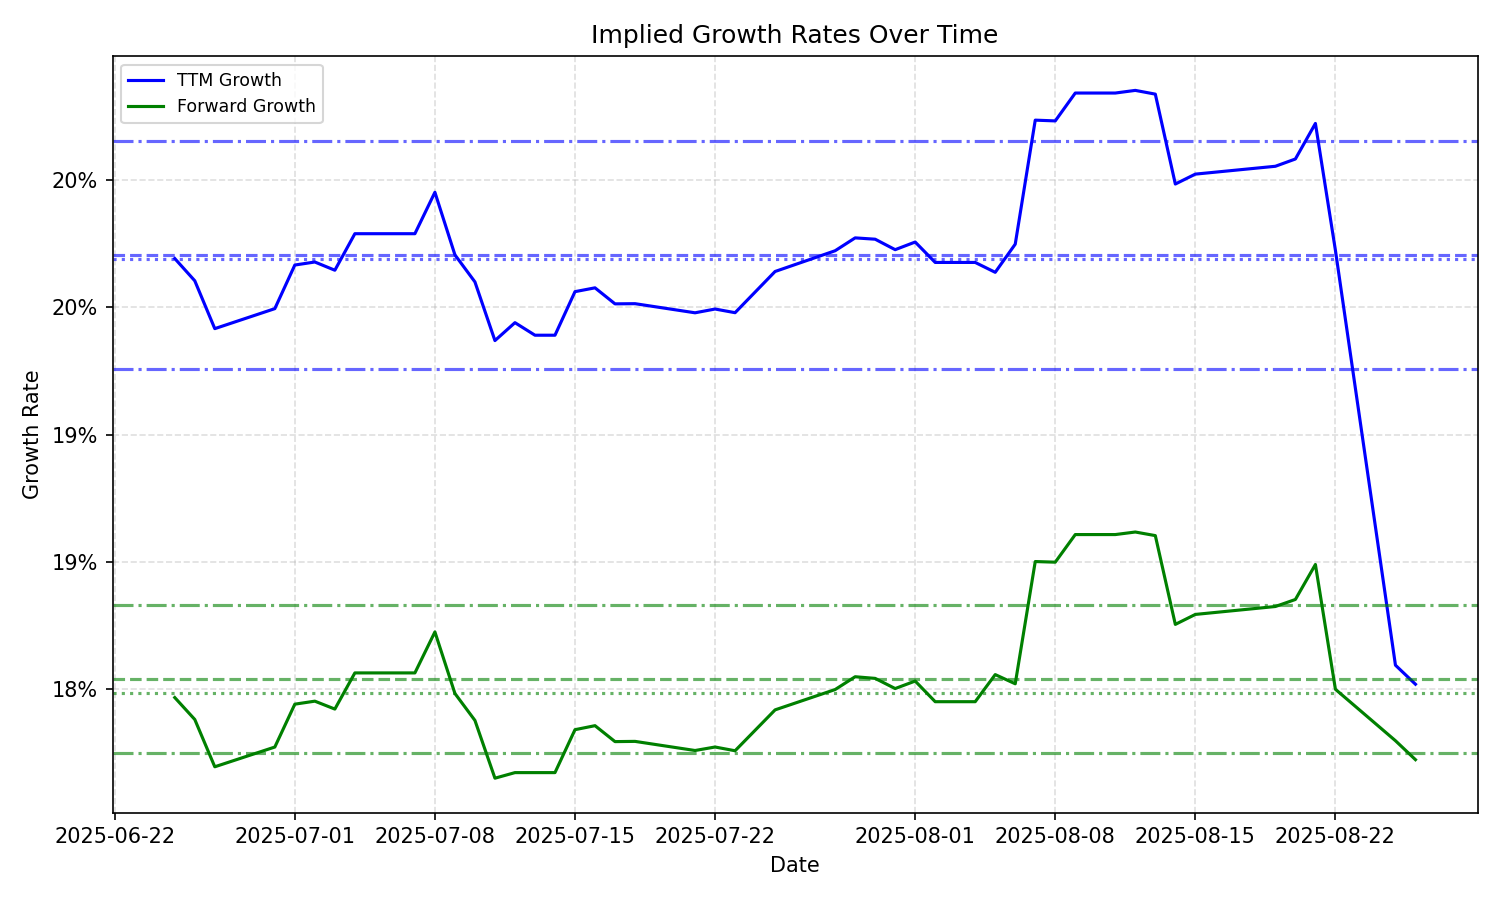 Implied Growth Rates Over Time
TTM Growth
Forward Growth
20%
20%
19%
19%
18%
Growth Rate
2025-06-22 2025-07-01 2025-07-08 2025-07-15 2025-07-22 2025-08-01 2025-08-08 2025-08-15 2025-08-22
Date